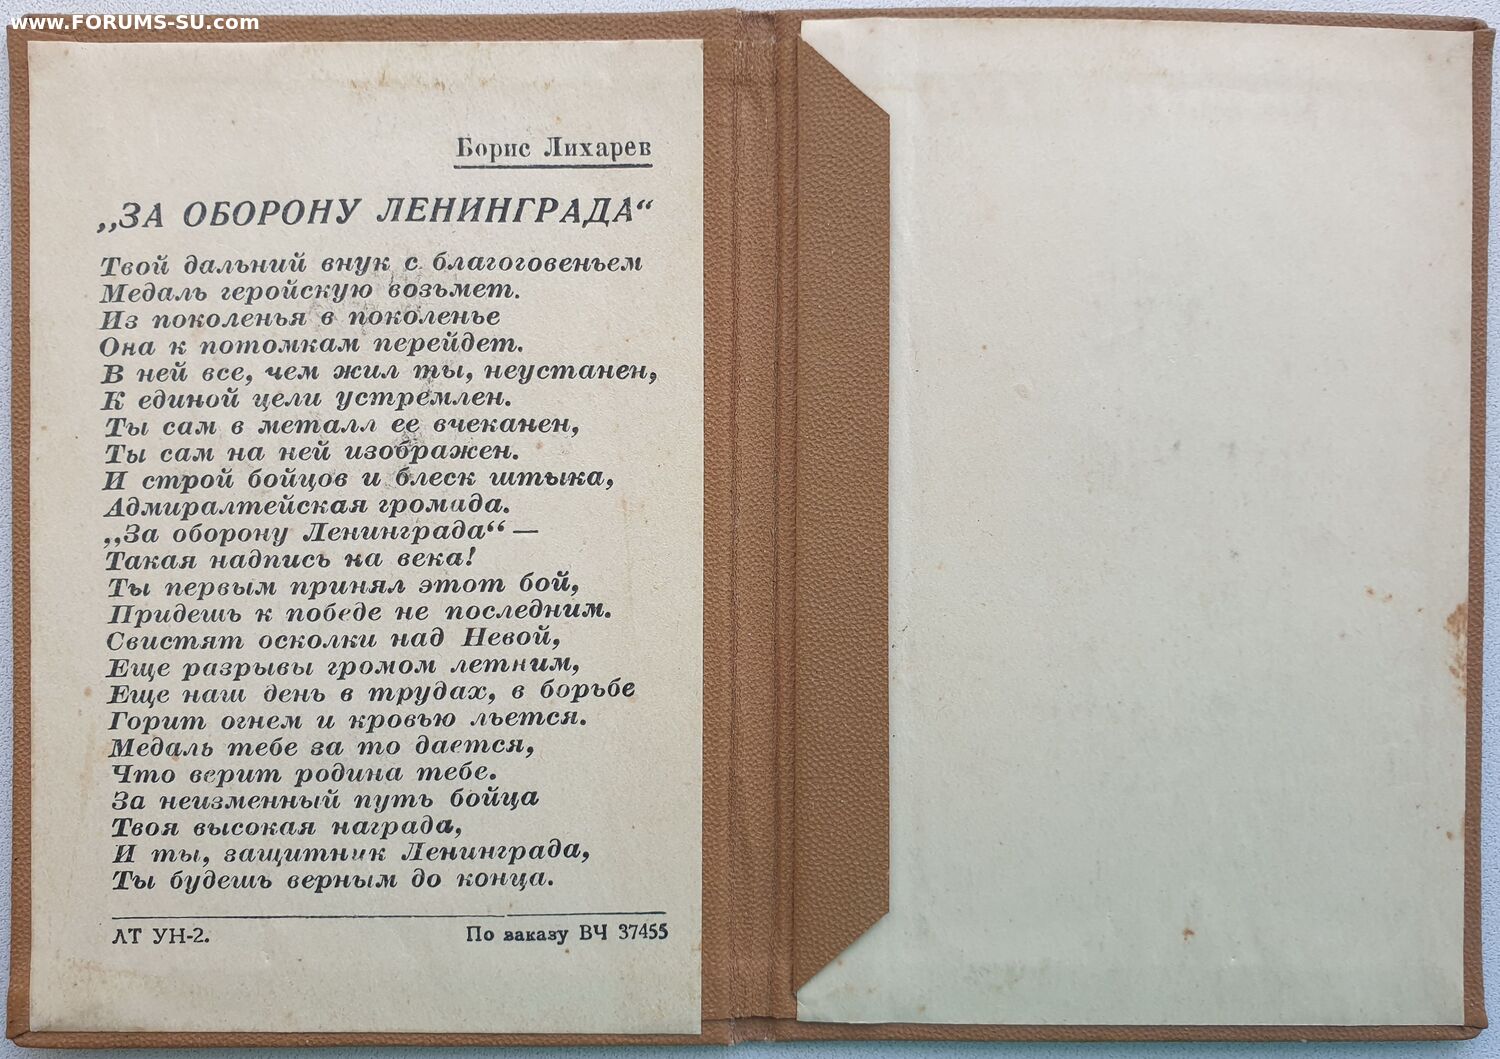 www.FORUMS-SU.com
Борис Лихарев
„ЗА ОБОРОНУ ЛЕНИНГРАДА“
Твой дальний внук с благоговеньем
Медаль геройскую возьмет.
Из поколенья в поколенье
Она к потомкам перейдет.
В ней все, чем жил ты, неустанен,
К единой цели устремлен.
Ты сам в металл ее вчеканен,
Ты сам на ней изображен.
И строй бойцов и блеск штыка,
Адмиралтейская громада.
„За оборону Ленинграда“ —
Такая надпись на века!
Ты первым принял этот бой,
Придешь к победе не последним.
Свистят осколки над Невой,
Еще разрывы громом летним,
Еще наш день в трудах, в борьбе
Горит огнем и кровью льется.
Медаль тебе за то дается,
Что верит родина тебе.
За неизменный путь бойца
Твоя высокая награда,
И ты, защитник Ленинграда,
Ты будешь верным до конца.
ЛТ УН-2.
По заказу ВЧ 37455